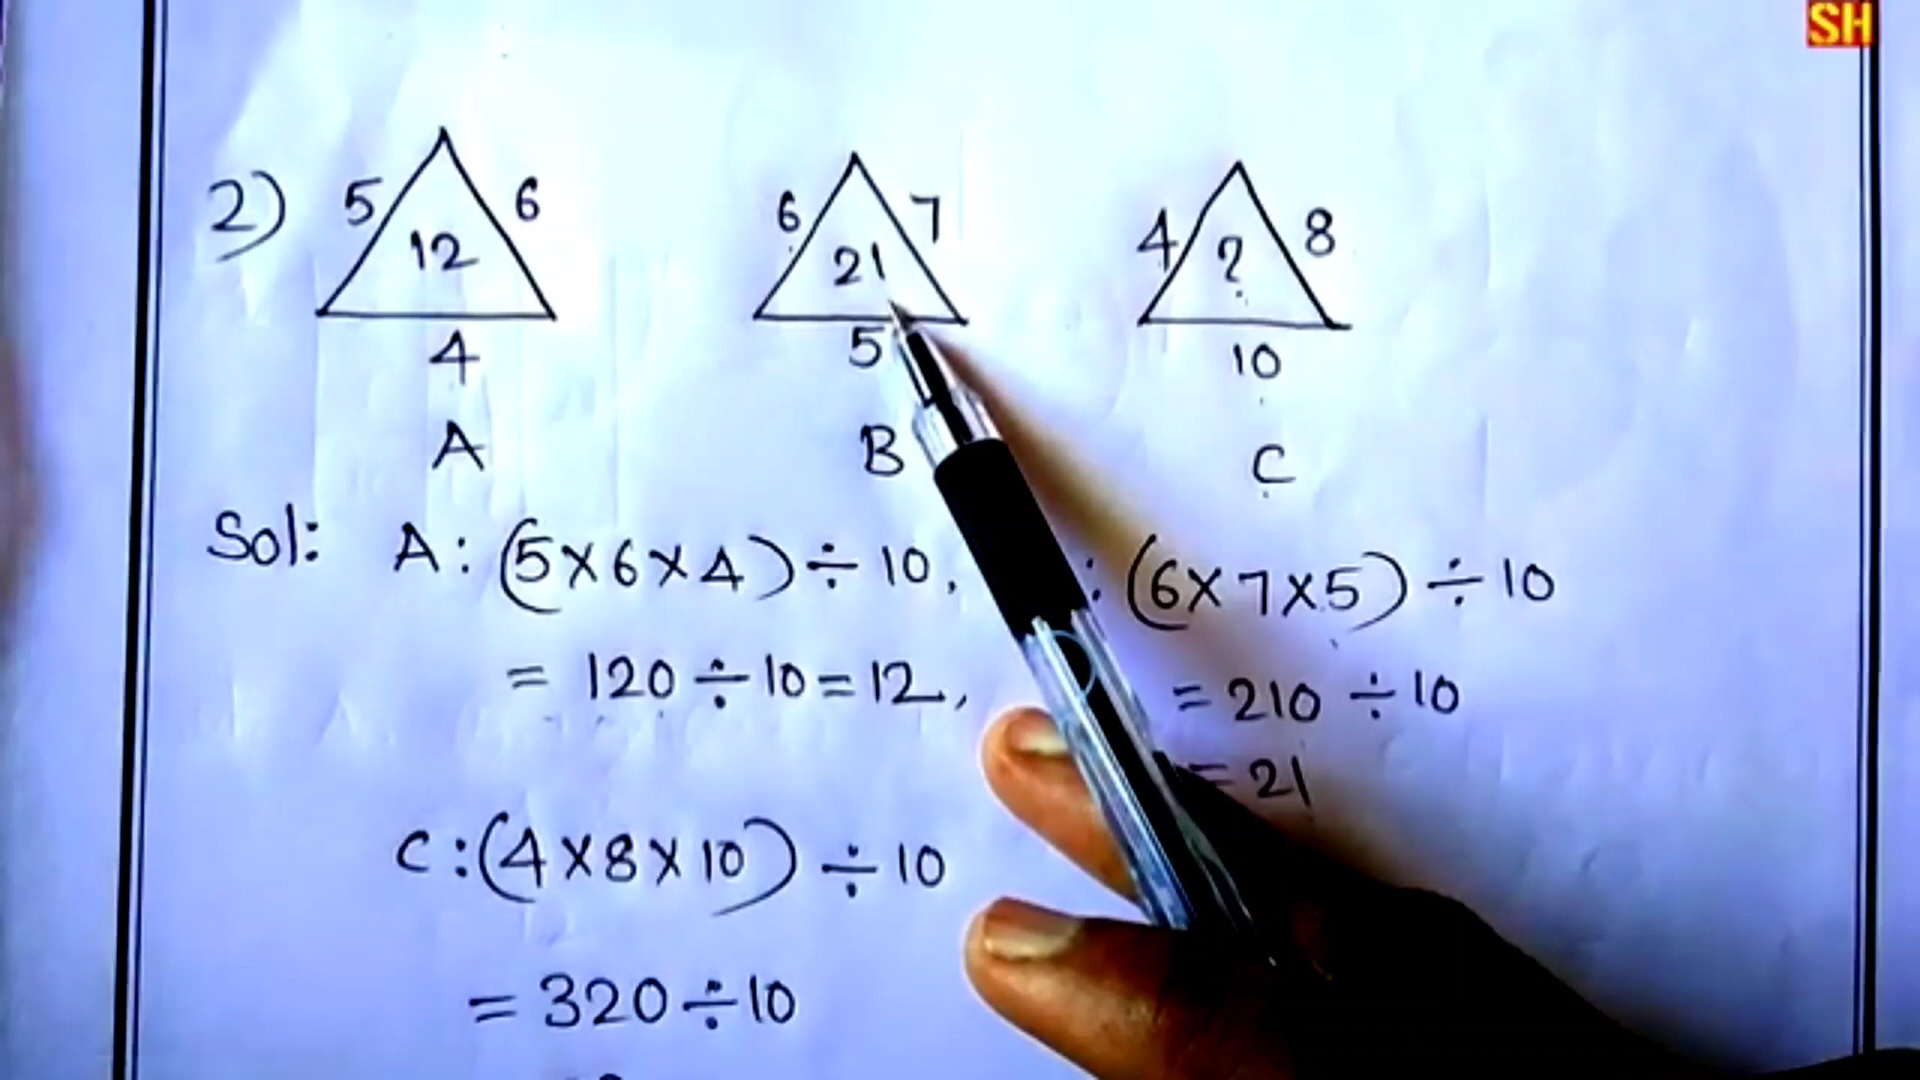 SH
2) 5 12 6 4 A
6 21 7 5 B
4 ? 8 10 C
Sol: A: (5×6×4)÷10,
= 120÷10=12,
: (6×7×5)÷10
= 210÷10
= 21
C:(4×8×10)÷10
= 320÷10